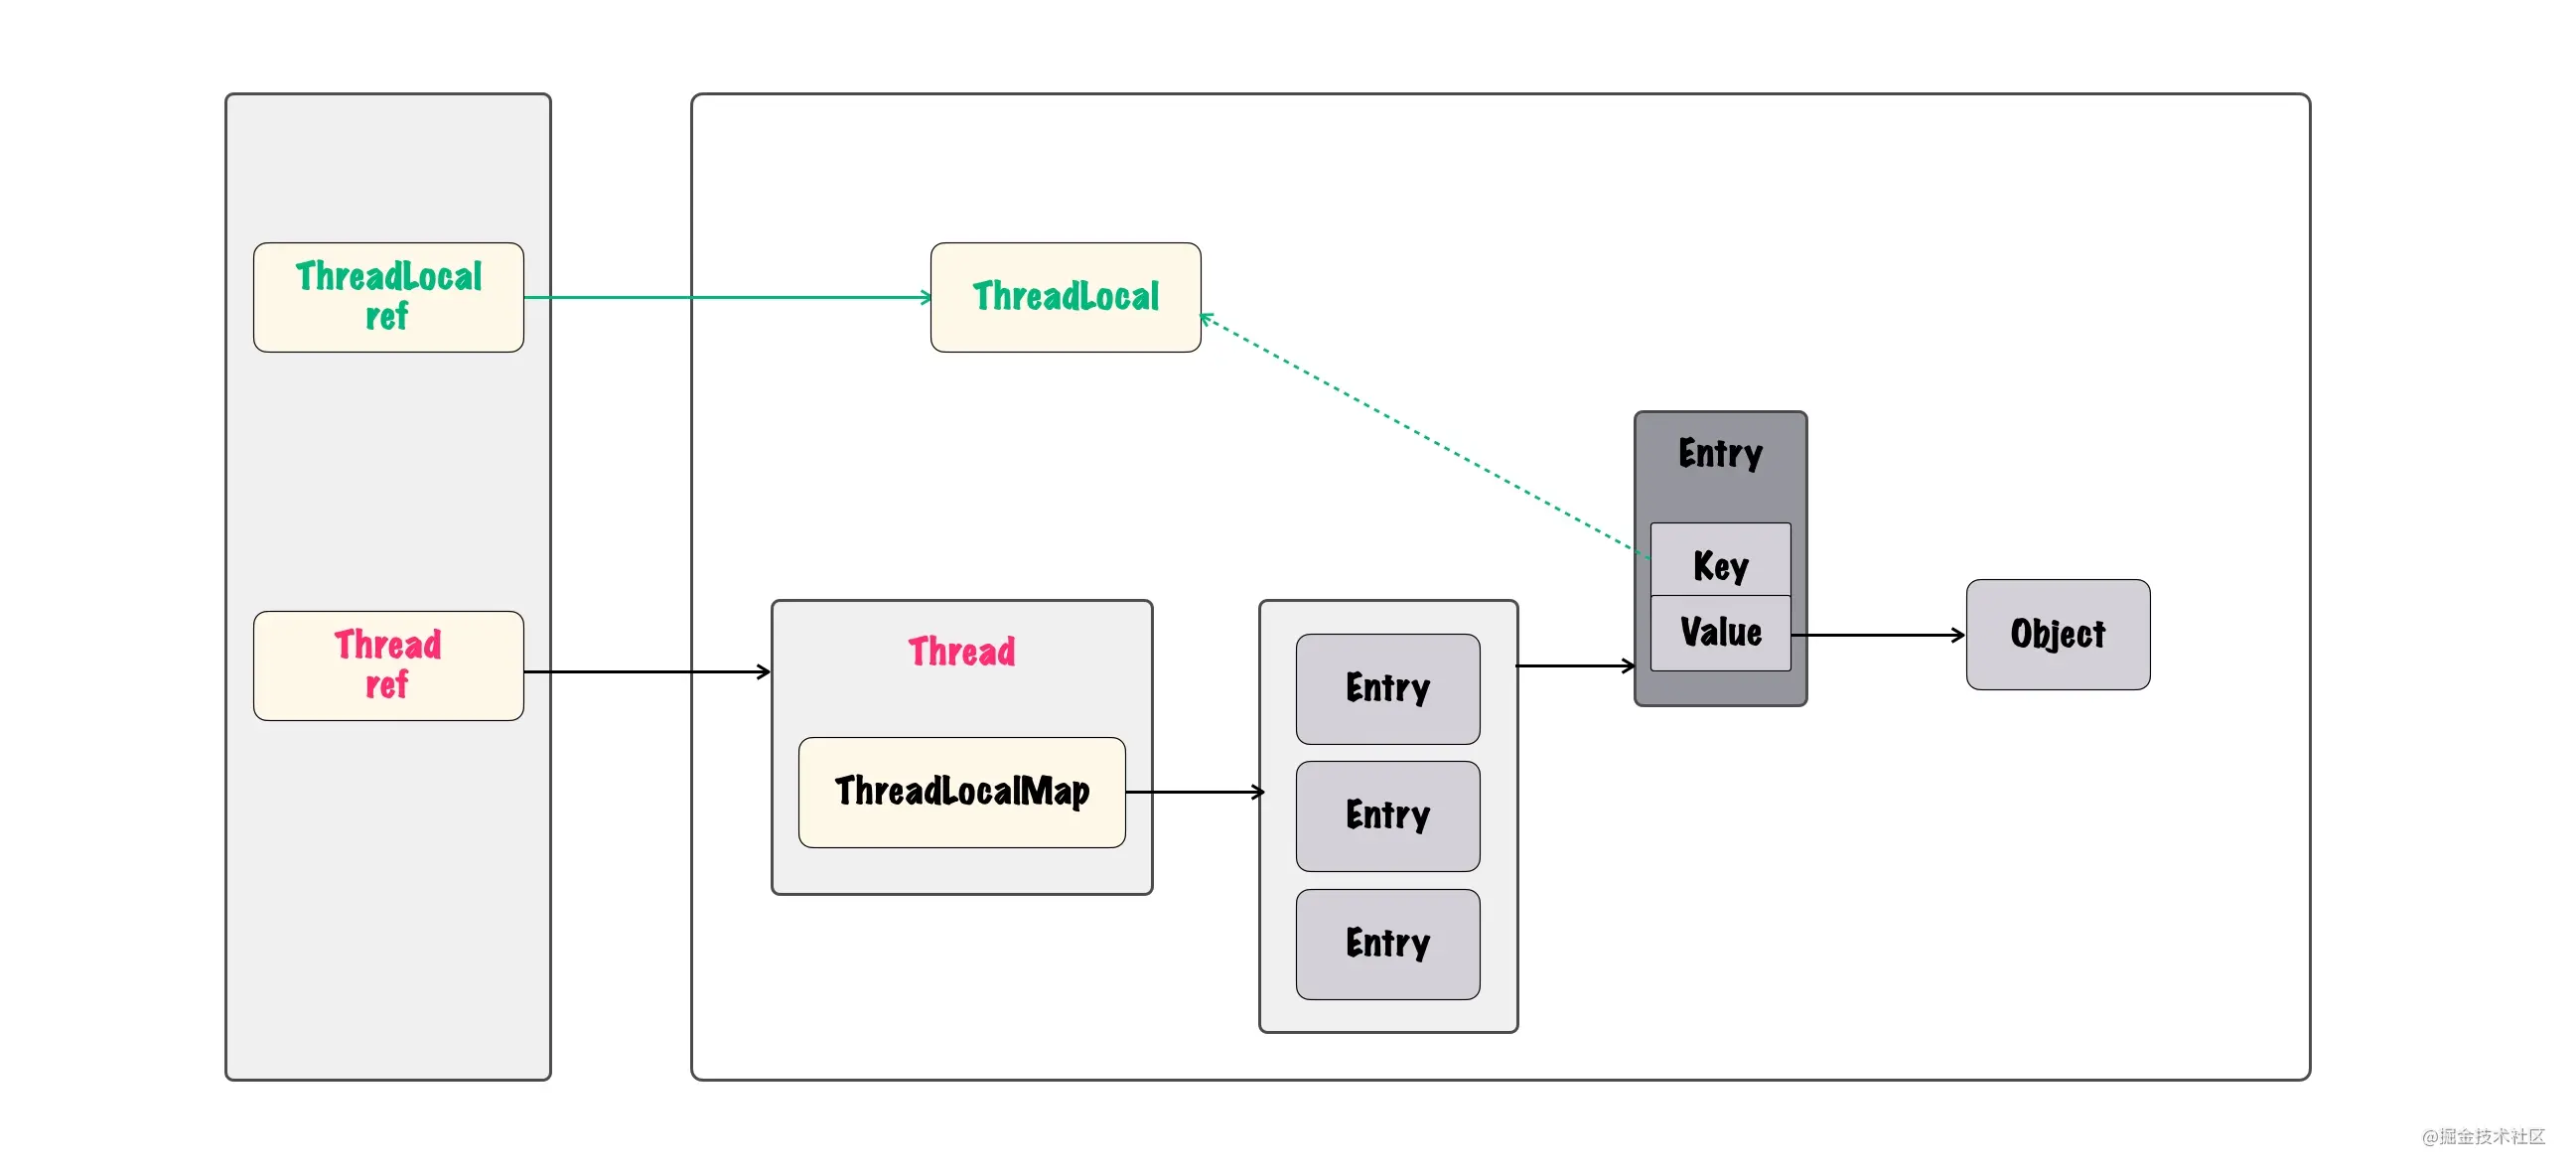 ThreadLocal
ref
ThreadLocal
Entry
Key
Value
Object
Thread
ref
Thread
ThreadLocalMap
Entry
Entry
Entry
@掘金技术社区